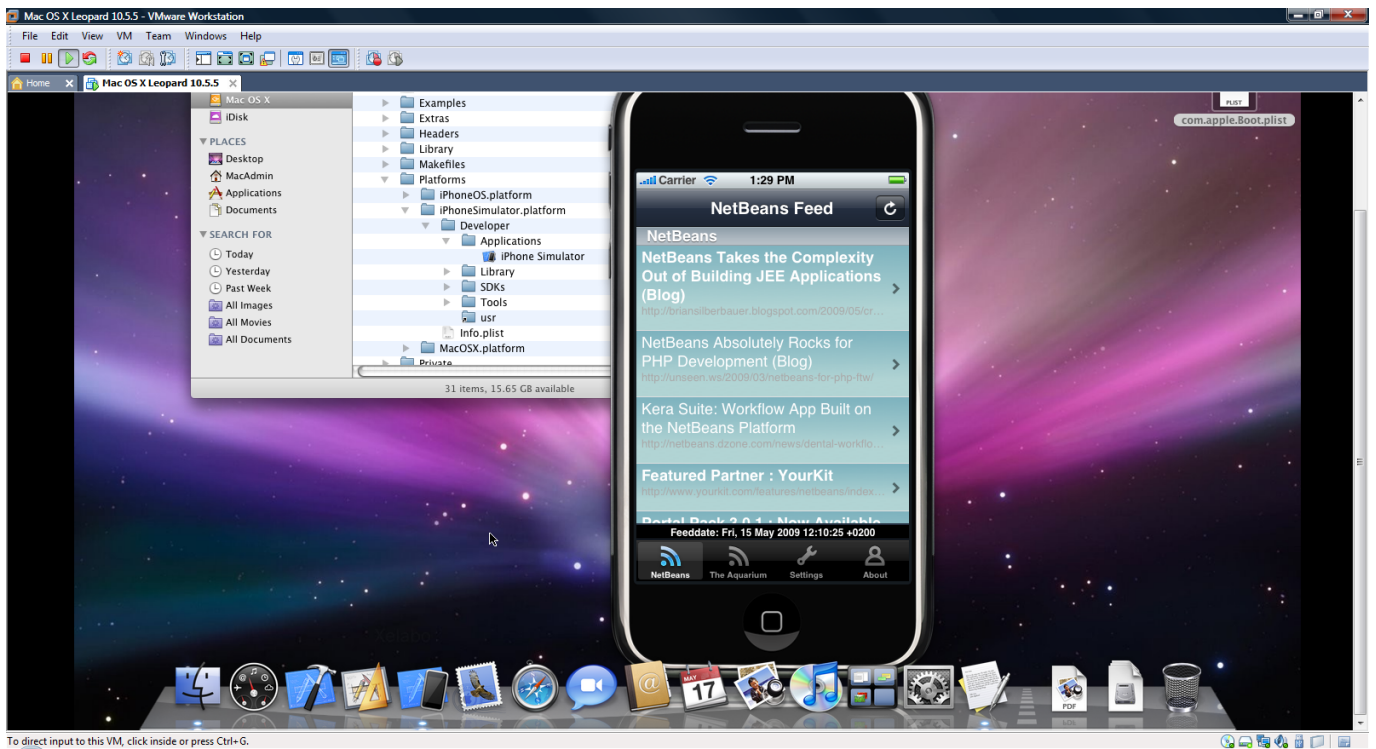 Mac OS X Leopard 10.5.5 - VMware Workstation
File Edit View VM Team Windows Help
Home
Mac OS X Leopard 10.5.5
Mac OS X
iDisk
PLACES
Desktop
MacAdmin
Applications
Documents
SEARCH FOR
Today
Yesterday
Past Week
All Images
All Movies
All Documents
Examples
Extras
Headers
Library
Makefiles
Platforms
iPhoneOS.platform
iPhoneSimulator.platform
Developer
Applications
iPhone Simulator
Library
SDKs
Tools
usr
Info.plist
MacOSX.platform
Private
31 items, 15.65 GB available
Carrier 1:29 PM
NetBeans Feed
NetBeans
NetBeans Takes the Complexity
Out of Building JEE Applications
(Blog)
http://briansilberbauer.blogspot.com/2009/05/cr...
NetBeans Absolutely Rocks for
PHP Development (Blog)
http://unseen.ws/2009/03/netbeans-for-php-ftw/
Kera Suite: Workflow App Built on
the NetBeans Platform
http://netbeans.dzone.com/news/dental-workflo...
Featured Partner : YourKit
http://www.yourkit.com/features/netbeans/index...
Portal Pack 3.0.1 : Now Available
Feeddate: Fri, 15 May 2009 12:10:25 +0200
NetBeans The Aquarium Settings About
PLIST
com.apple.Boot.plist
MAY
17
PDF
To direct input to this VM, click inside or press Ctrl+G.